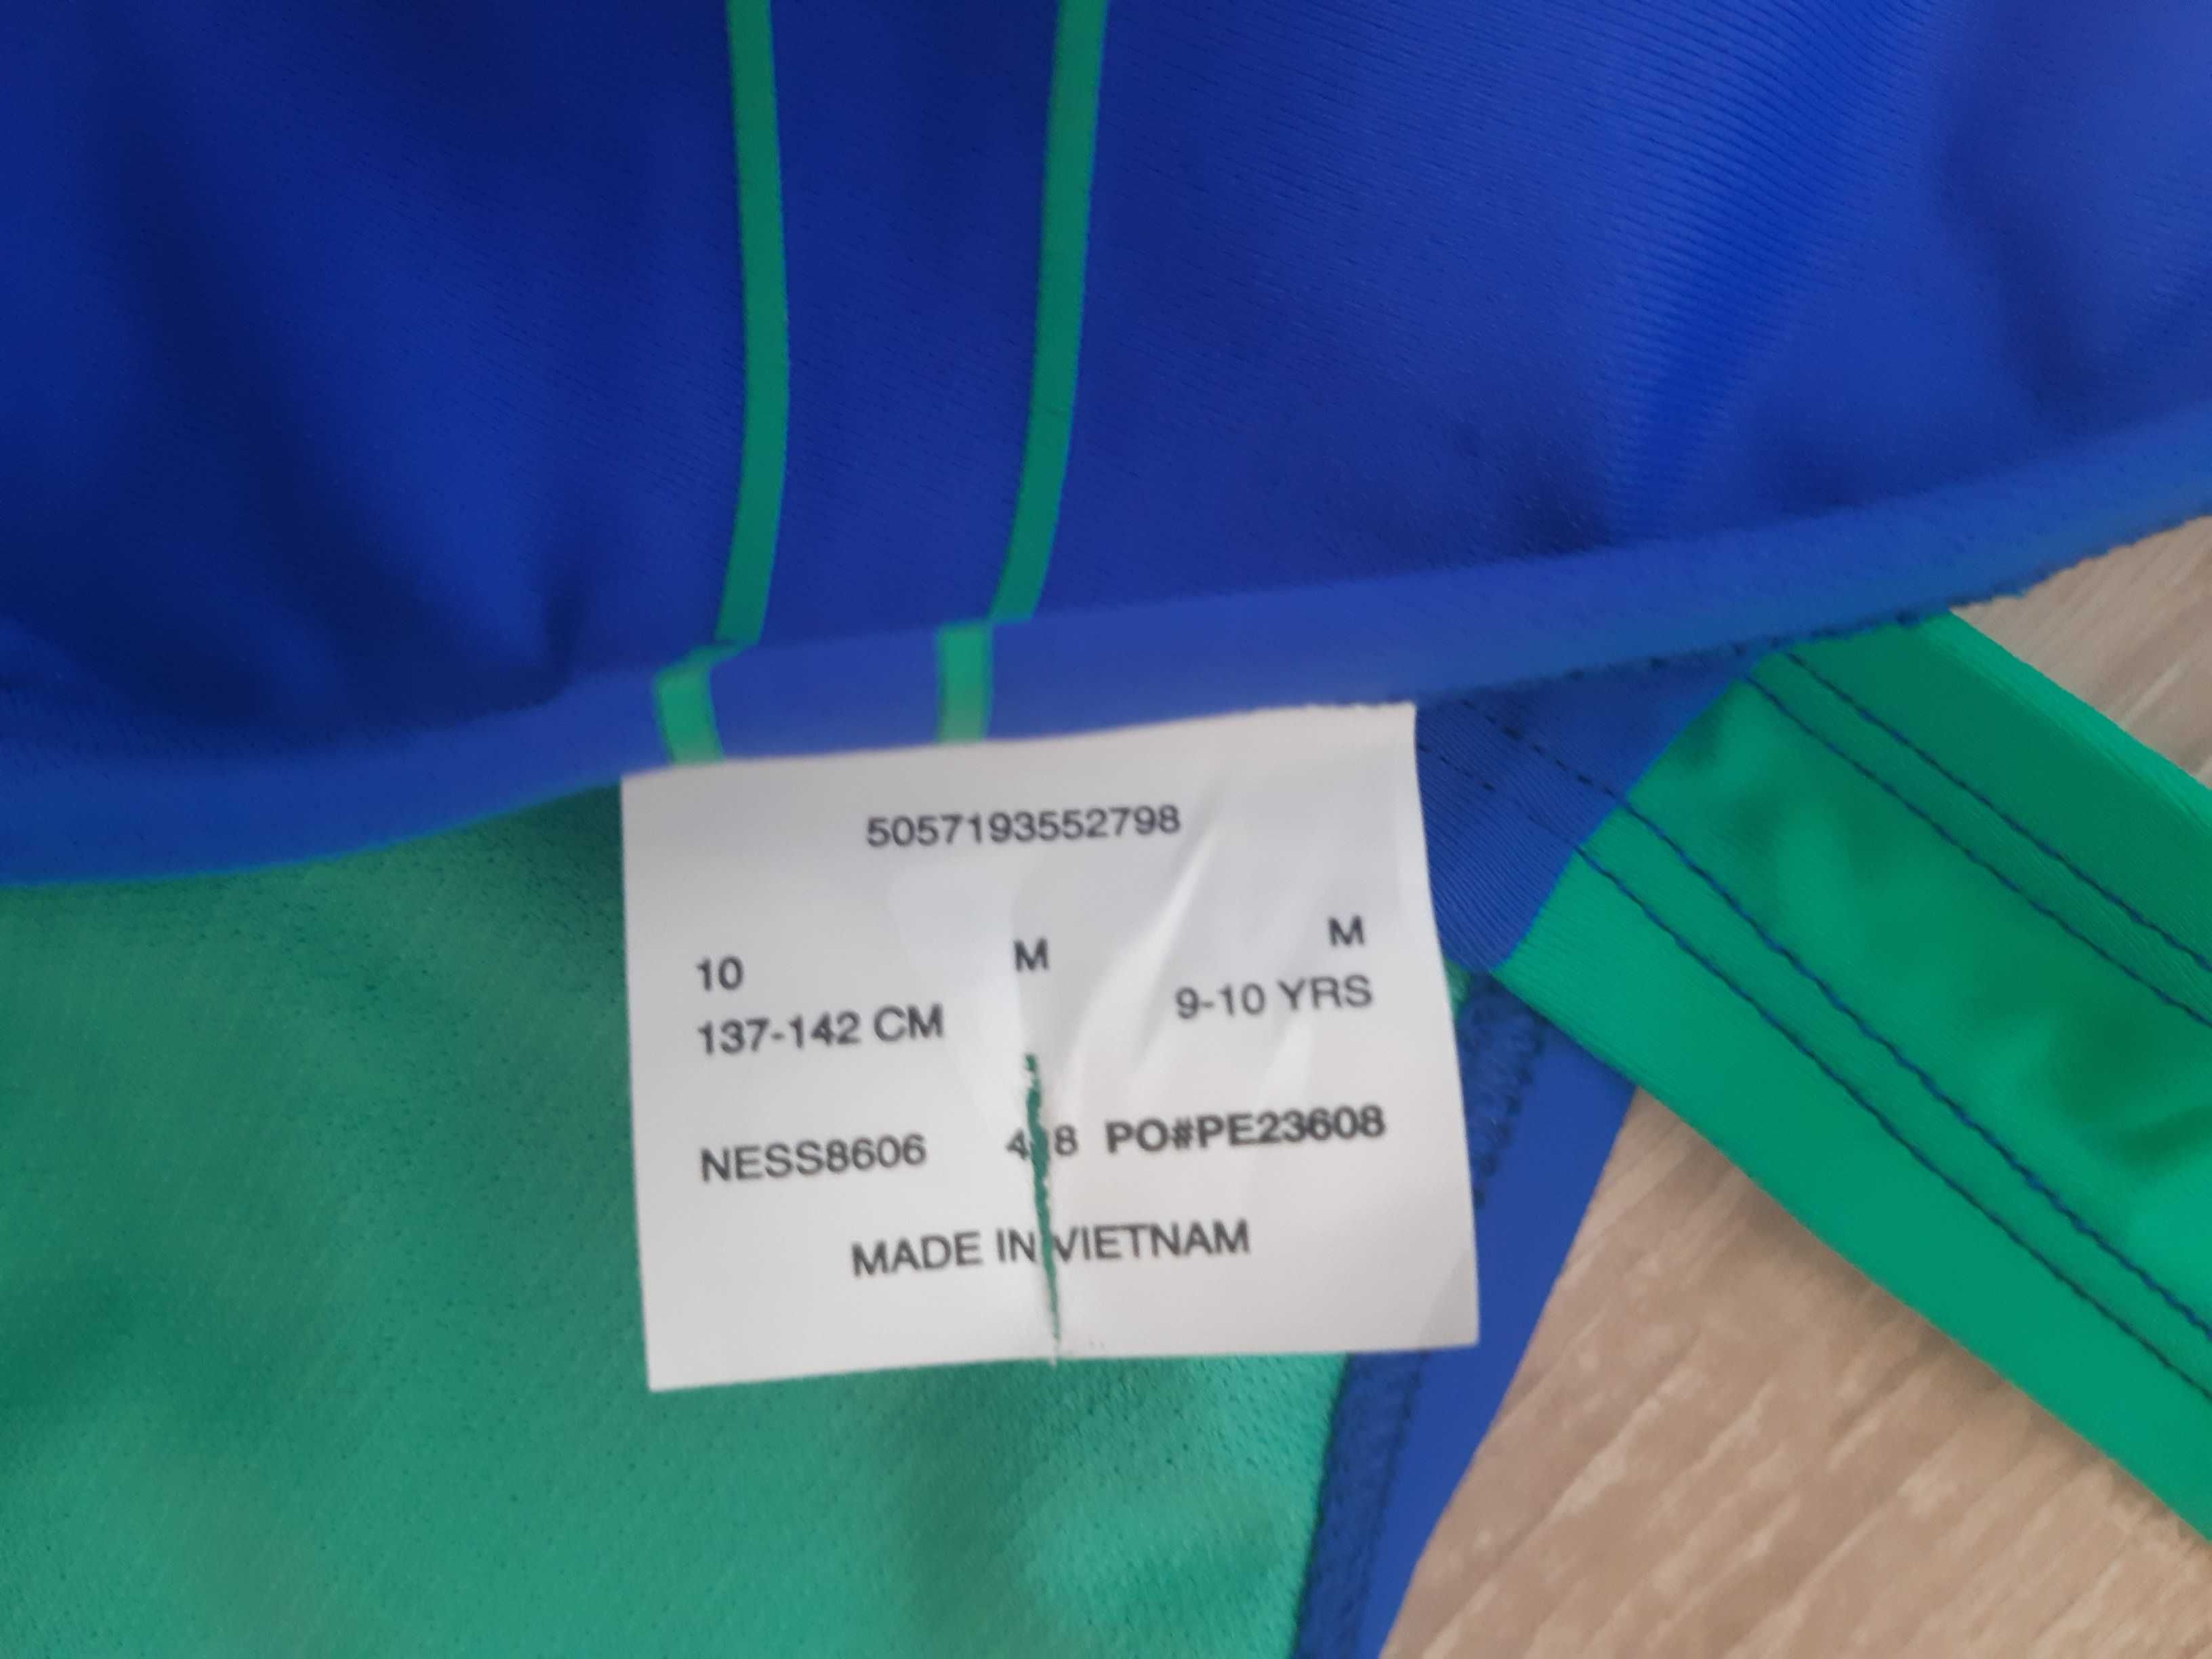 5057193552798
10 M M
137-142 CM 9-10 YRS
NESS8606 PO#PE23608
MADE IN VIETNAM